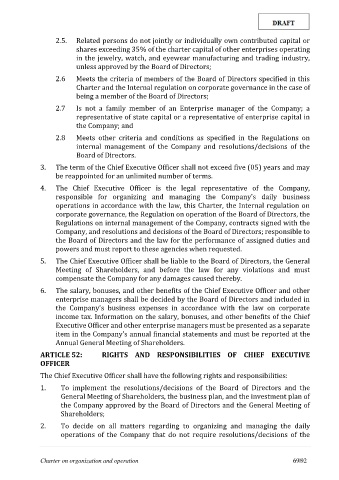 DRAFT
2.5. Related persons do not jointly or individually own contributed capital or
shares exceeding 35% of the charter capital of other enterprises operating
in the jewelry, watch, and eyewear manufacturing and trading industry,
unless approved by the Board of Directors;
2.6 Meets the criteria of members of the Board of Directors specified in this
Charter and the Internal regulation on corporate governance in the case of
being a member of the Board of Directors;
2.7 Is not a family member of an Enterprise manager of the Company; a
representative of state capital or a representative of enterprise capital in
the Company; and
2.8 Meets other criteria and conditions as specified in the Regulations on
internal management of the Company and resolutions/decisions of the
Board of Directors.
3. The term of the Chief Executive Officer shall not exceed five (05) years and may
be reappointed for an unlimited number of terms.
4. The Chief Executive Officer is the legal representative of the Company,
responsible for organizing and managing the Company's daily business
operations in accordance with the law, this Charter, the Internal regulation on
corporate governance, the Regulation on operation of the Board of Directors, the
Regulations on internal management of the Company, contracts signed with the
Company, and resolutions and decisions of the Board of Directors; responsible to
the Board of Directors and the law for the performance of assigned duties and
powers and must report to these agencies when requested.
5. The Chief Executive Officer shall be liable to the Board of Directors, the General
Meeting of Shareholders, and before the law for any violations and must
compensate the Company for any damages caused thereby.
6. The salary, bonuses, and other benefits of the Chief Executive Officer and other
enterprise managers shall be decided by the Board of Directors and included in
the Company's business expenses in accordance with the law on corporate
income tax. Information on the salary, bonuses, and other benefits of the Chief
Executive Officer and other enterprise managers must be presented as a separate
item in the Company's annual financial statements and must be reported at the
Annual General Meeting of Shareholders.
ARTICLE 52: RIGHTS AND RESPONSIBILITIES OF CHIEF EXECUTIVE
OFFICER
The Chief Executive Officer shall have the following rights and responsibilities:
1. To implement the resolutions/decisions of the Board of Directors and the
General Meeting of Shareholders, the business plan, and the investment plan of
the Company approved by the Board of Directors and the General Meeting of
Shareholders;
2. To decide on all matters regarding to organizing and managing the daily
operations of the Company that do not require resolutions/decisions of the
Charter on organization and operation 69/92